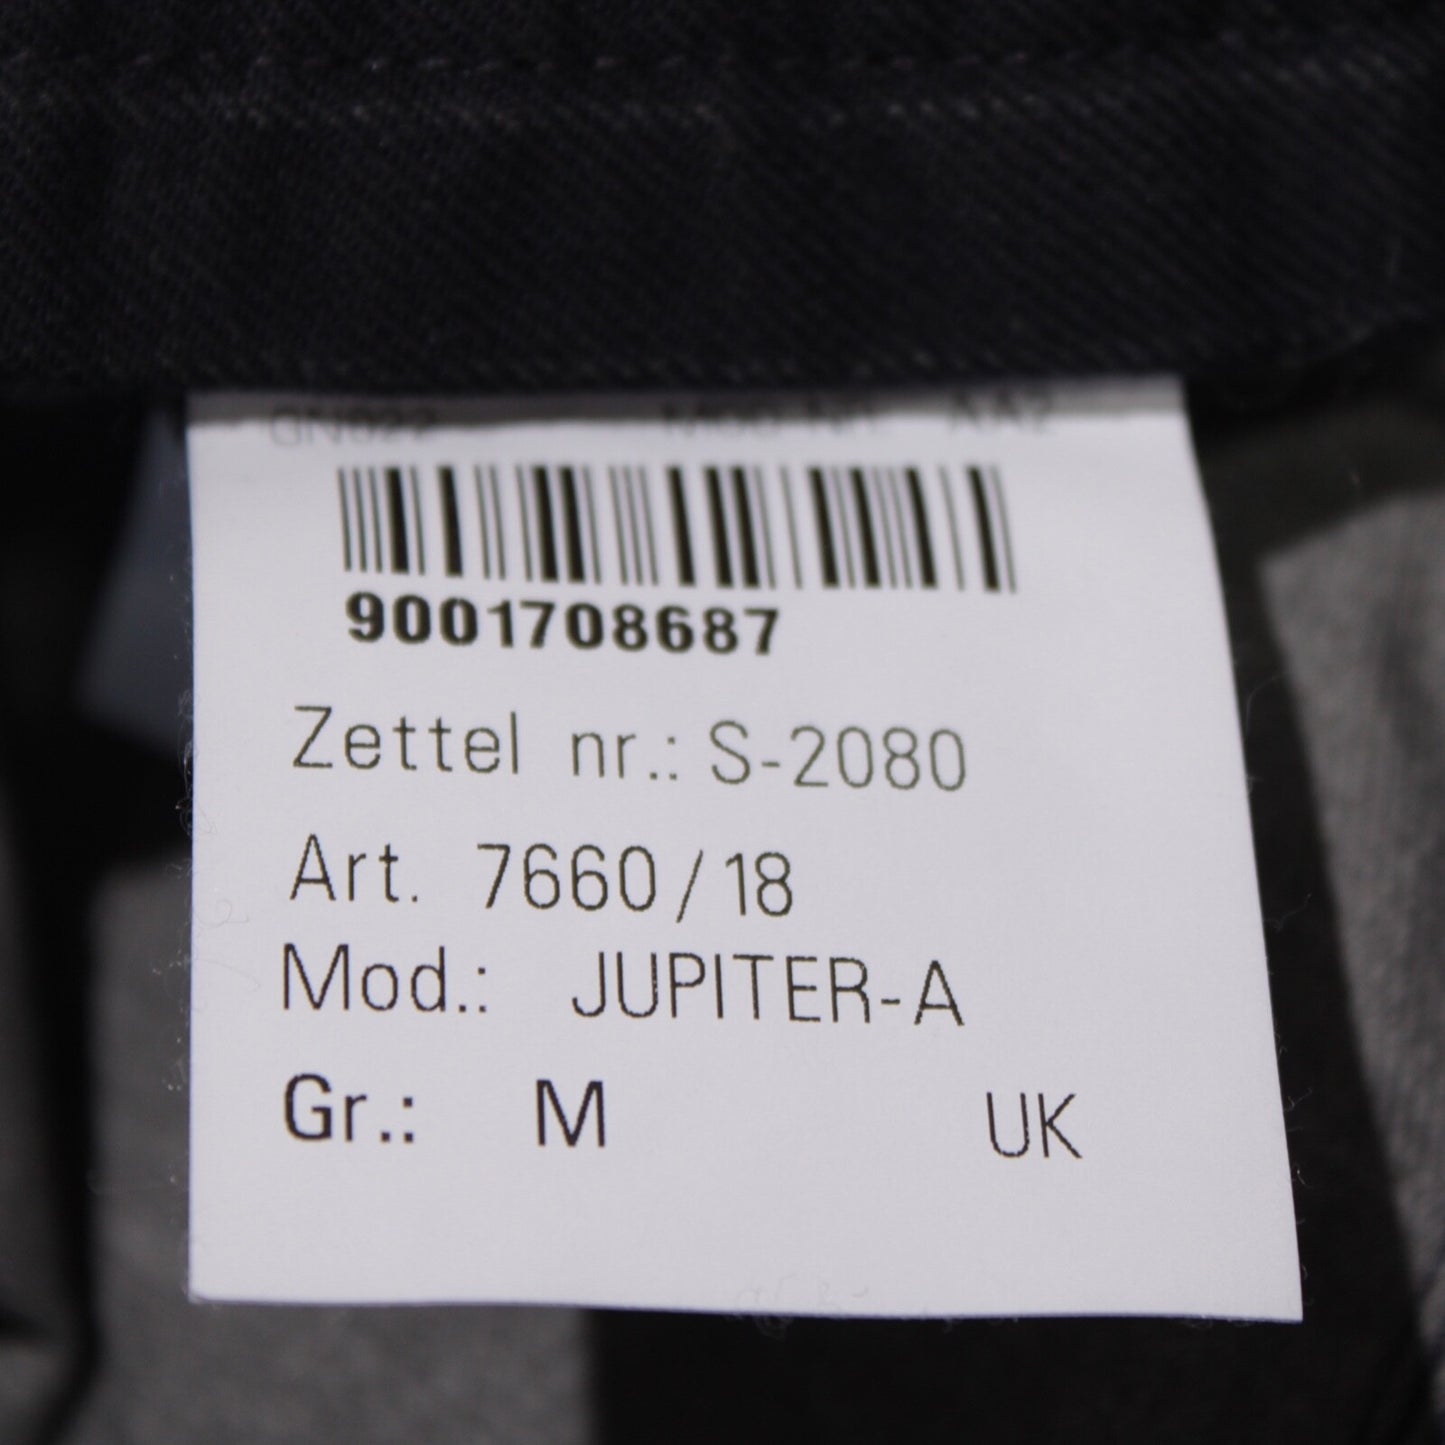 9001708687
Zettel nr.: S-2080
Art. 7660/18
Mod.: JUPITER-A
Gr.: M UK